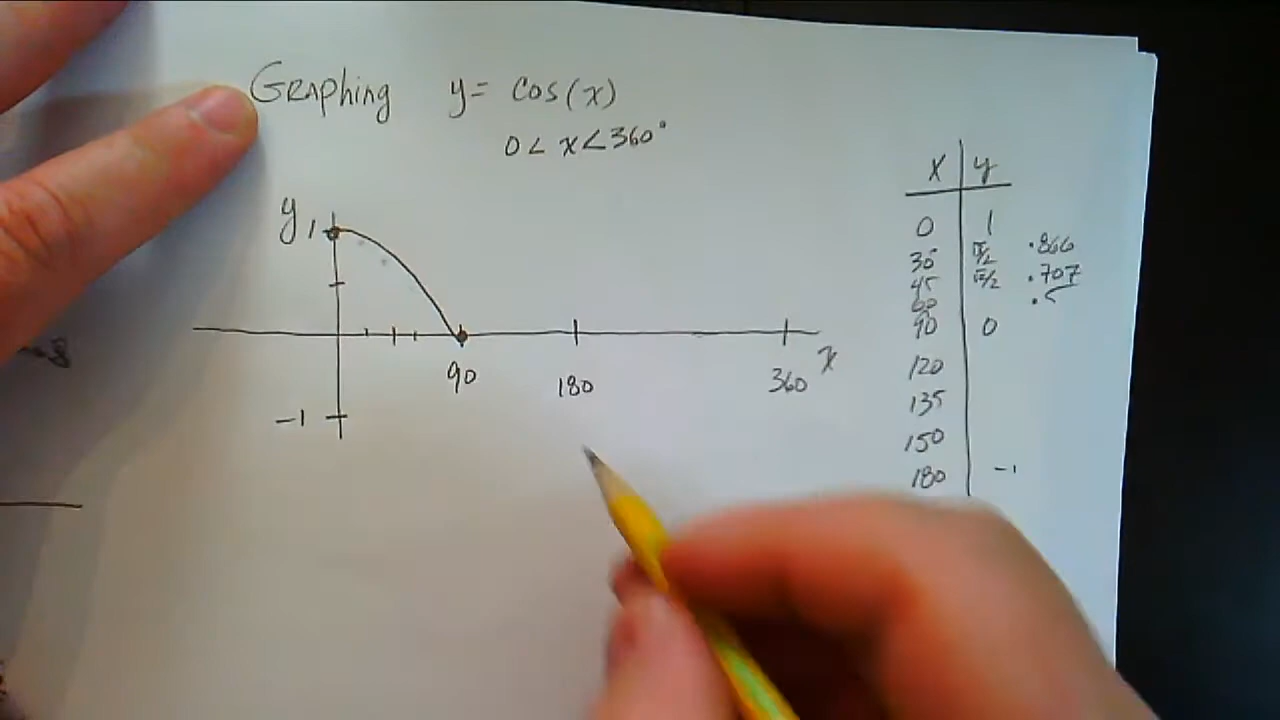 Graphing y= cos(x)
0 < x < 360°
y 1
-1
90 180 360 x
x y
0 1
30 √3/2 .866
45 √2/2 .707
60 .5
90 0
120
135
150
180 -1